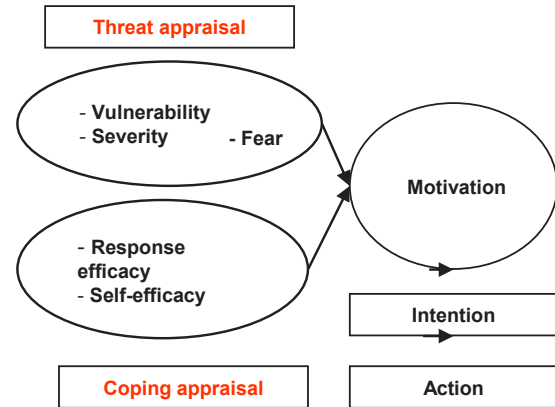 Threat appraisal
- Vulnerability
- Severity - Fear
Motivation
- Response
efficacy
- Self-efficacy
Intention
Coping appraisal
Action